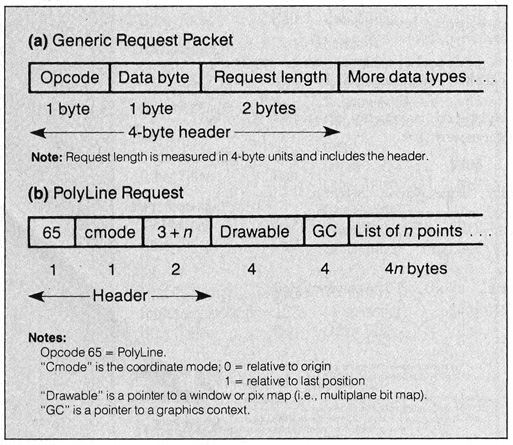 (a) Generic Request Packet
Opcode Data byte Request length More data types . . .
1 byte 1 byte 2 bytes
4-byte header
Note: Request length is measured in 4-byte units and includes the header.
(b) PolyLine Request
65 cmode 3 + n Drawable GC List of n points . . .
1 1 2 4 4 4n bytes
Header
Notes:
Opcode 65 = PolyLine.
"Cmode" is the coordinate mode; 0 = relative to origin
1 = relative to last position
"Drawable" is a pointer to a window or pix map (i.e., multiplane bit map).
"GC" is a pointer to a graphics context.